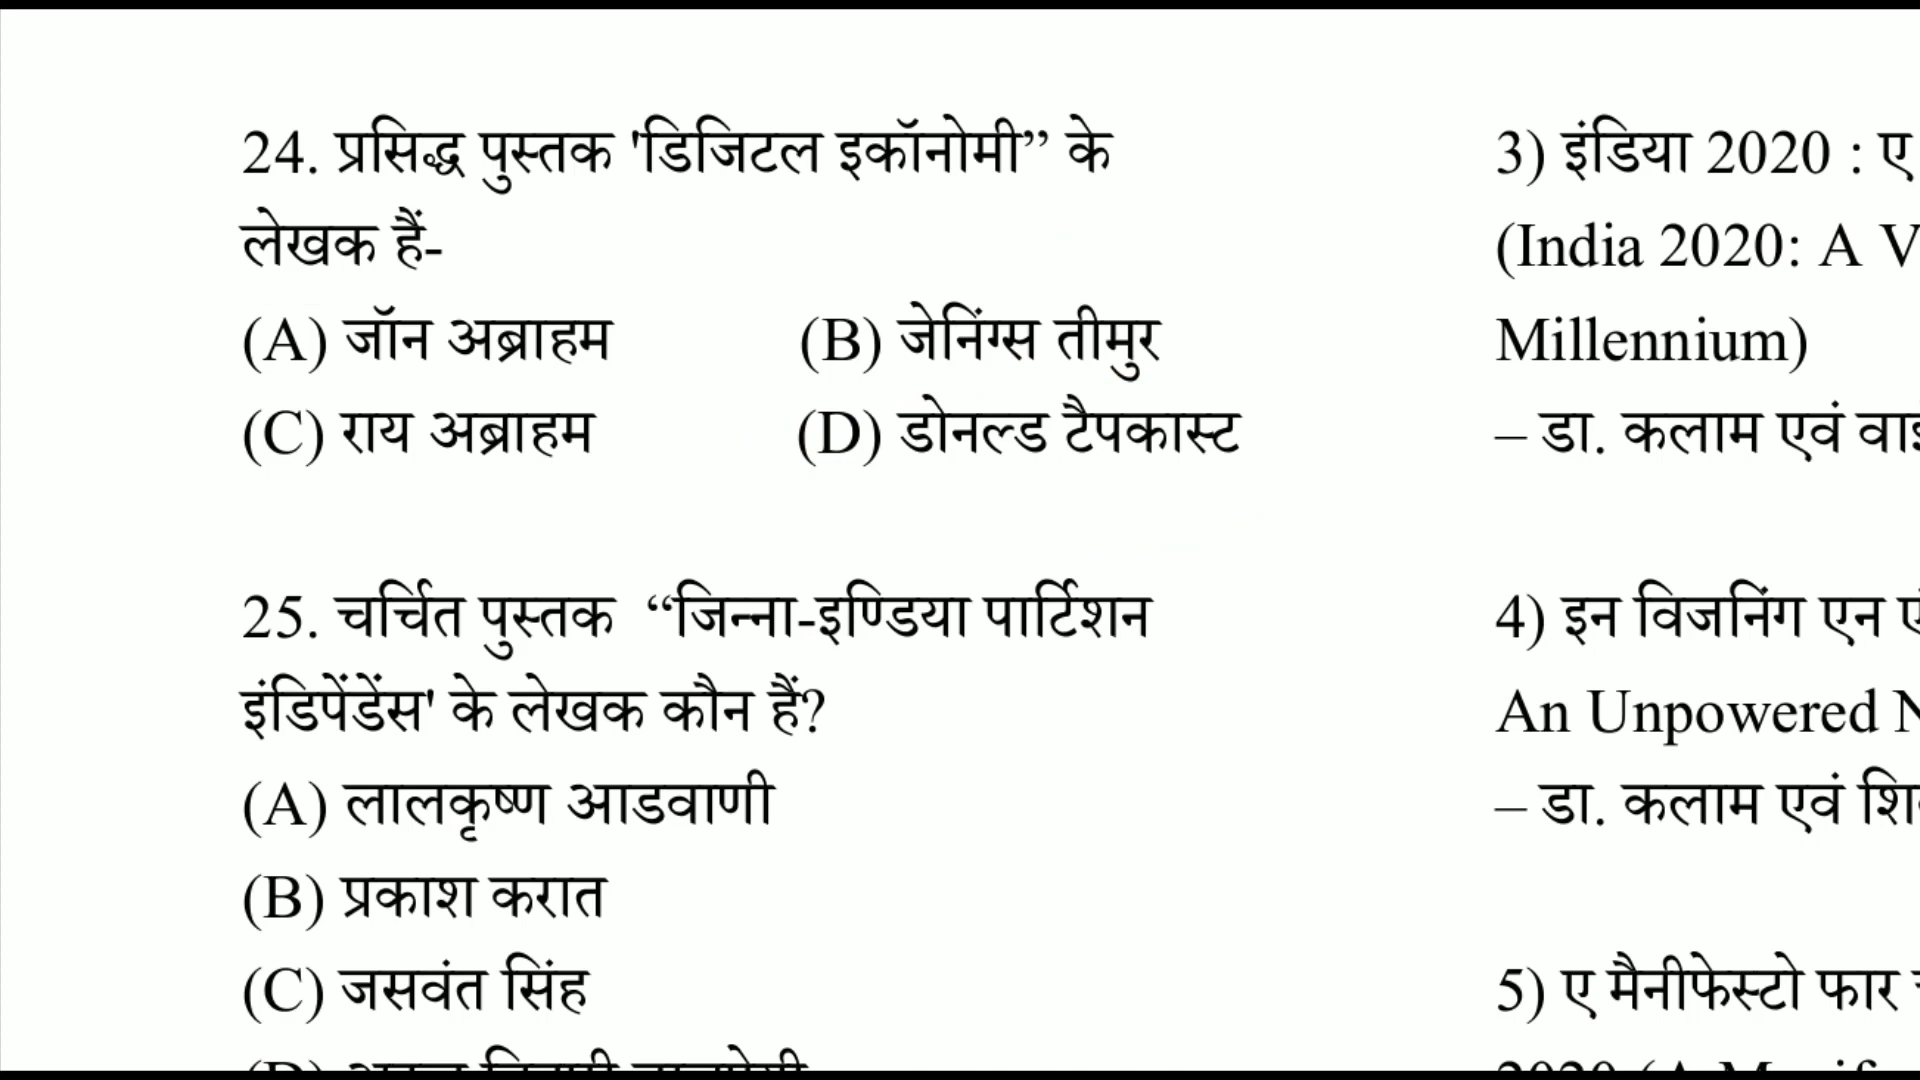 24. प्रसिद्ध पुस्तक 'डिजिटल इकॉनोमी” के
लेखक हैं-
(A) जॉन अब्राहम (B) जेनिंग्स तीमुर
(C) राय अब्राहम (D) डोनल्ड टैपकास्ट
25. चर्चित पुस्तक “जिन्ना-इण्डिया पार्टिशन
इंडिपेंडेंस' के लेखक कौन हैं?
(A) लालकृष्ण आडवाणी
(B) प्रकाश करात
(C) जसवंत सिंह
3) इंडिया 2020 : ए
(India 2020: A V
Millennium)
– डा. कलाम एवं
4) इन विजनिंग एन
An Unpowered N
– डा. कलाम एवं
5) ए मैनीफेस्टो फार